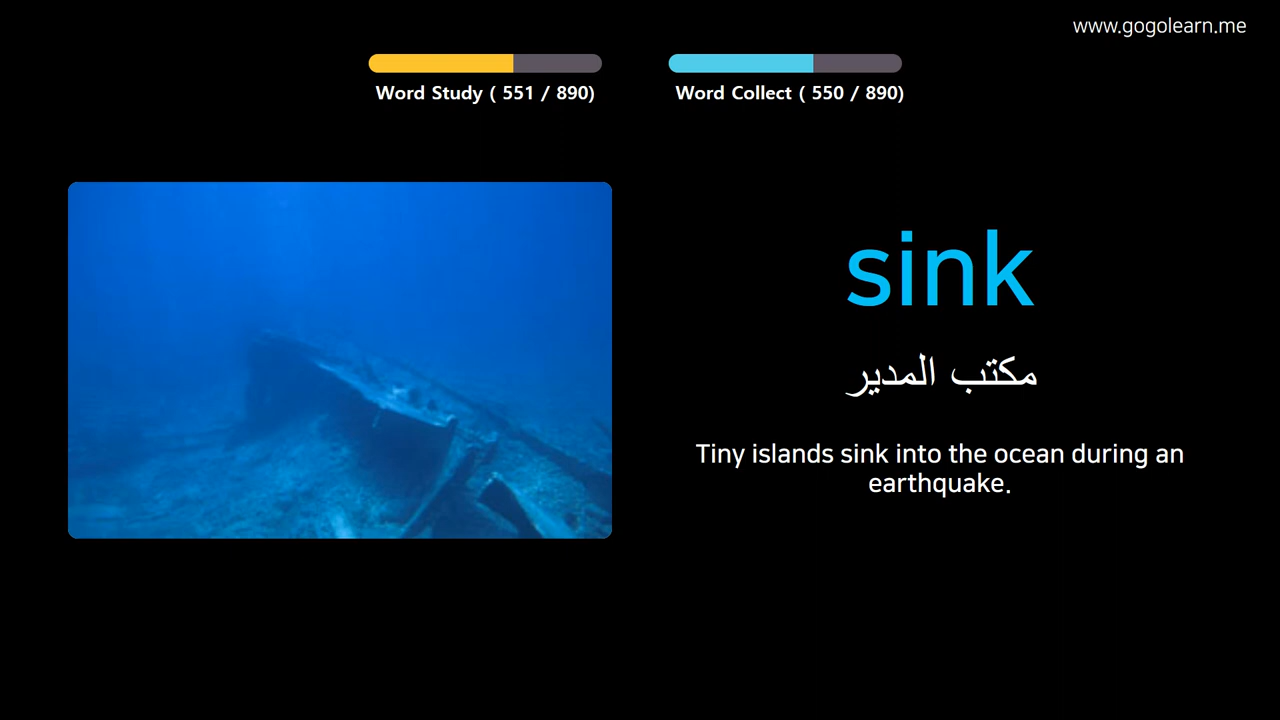 www.gogolearn.me
Word Study ( 551 / 890)
Word Collect ( 550 / 890)
sink
مكتب المدير
Tiny islands sink into the ocean during an
earthquake.